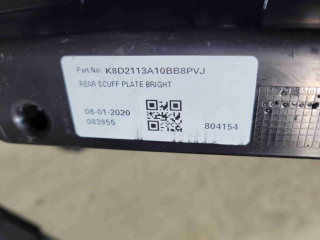 Part No: K8D2113A10BB8PVJ
REAR SCUFF PLATE BRIGHT
08-01-2020
083955
804154